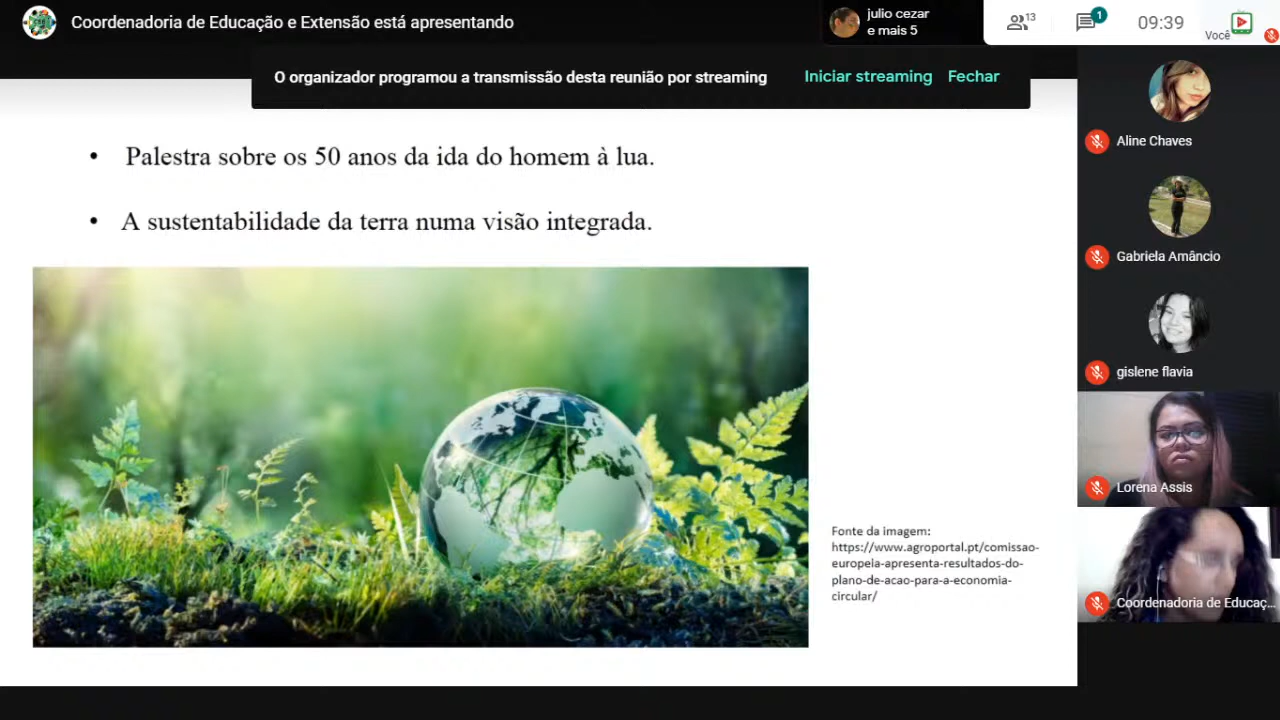 Coordenadoria de Educação e Extensão está apresentando
julio cezar
e mais 5
13
1
09:39
Você
O organizador programou a transmissão desta reunião por streaming
Iniciar streaming
Fechar
• Palestra sobre os 50 anos da ida do homem à lua.
• A sustentabilidade da terra numa visão integrada.
Fonte da imagem:
https://www.agroportal.pt/comissao-
europeia-apresenta-resultados-do-
plano-de-acao-para-a-economia-
circular/
Aline Chaves
Gabriela Amâncio
gislene flavia
Lorena Assis
Coordenadoria de Educaç...